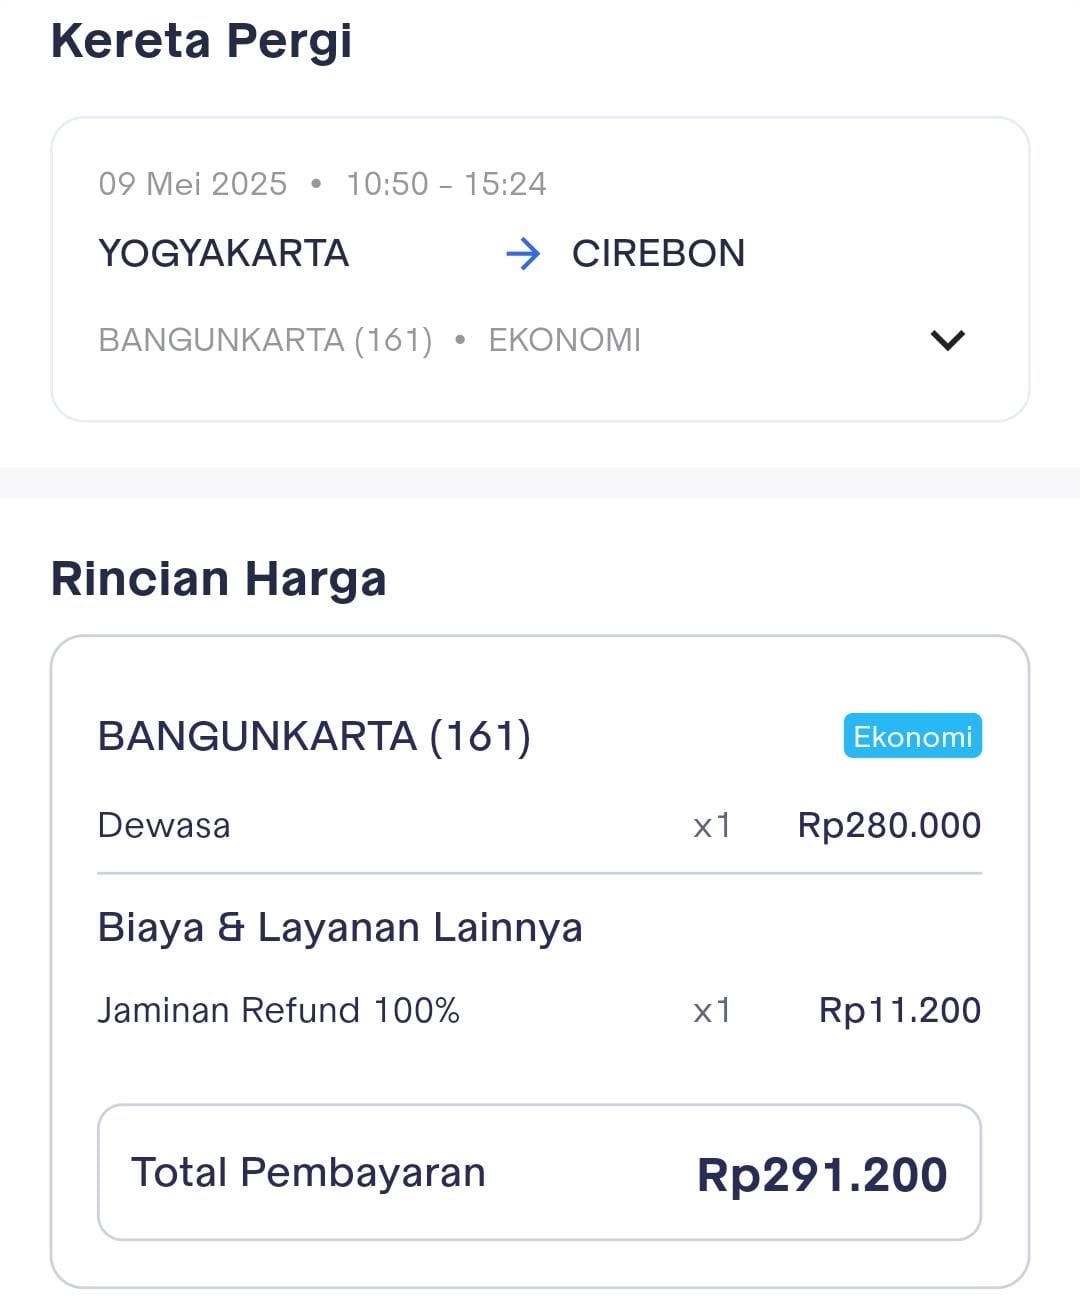 Kereta Pergi
09 Mei 2025 • 10:50 – 15:24
YOGYAKARTA → CIREBON
BANGUNKARTA (161) • EKONOMI
Rincian Harga
BANGUNKARTA (161) Ekonomi
Dewasa x1 Rp280.000
Biaya & Layanan Lainnya
Jaminan Refund 100% x1 Rp11.200
Total Pembayaran Rp291.200